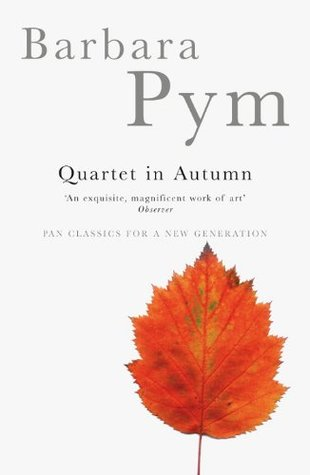 Barbara
Pym
Quartet in Autumn
‘An exquisite, magnificent work of art’
Observer
PAN CLASSICS FOR A NEW GENERATION